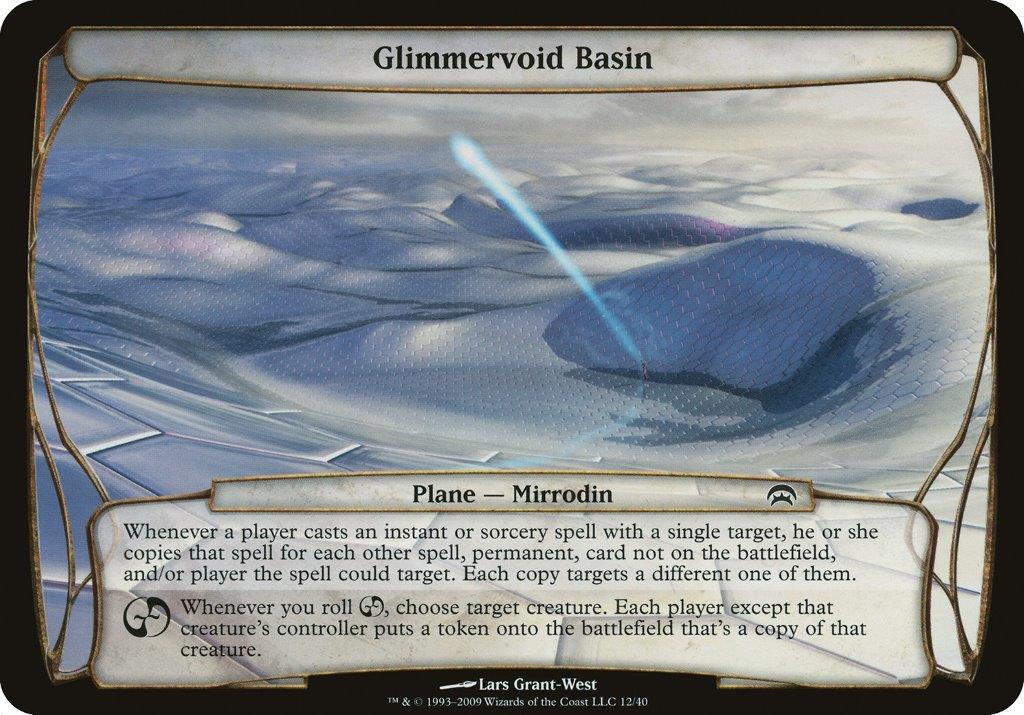 Glimmervoid Basin
Plane — Mirrodin
Whenever a player casts an instant or sorcery spell with a single target, he or she
copies that spell for each other spell, permanent, card not on the battlefield,
and/or player the spell could target. Each copy targets a different one of them.
Whenever you roll , choose target creature. Each player except that
creature's controller puts a token onto the battlefield that's a copy of that
creature.
Lars Grant-West
™ & © 1993–2009 Wizards of the Coast LLC 12/40